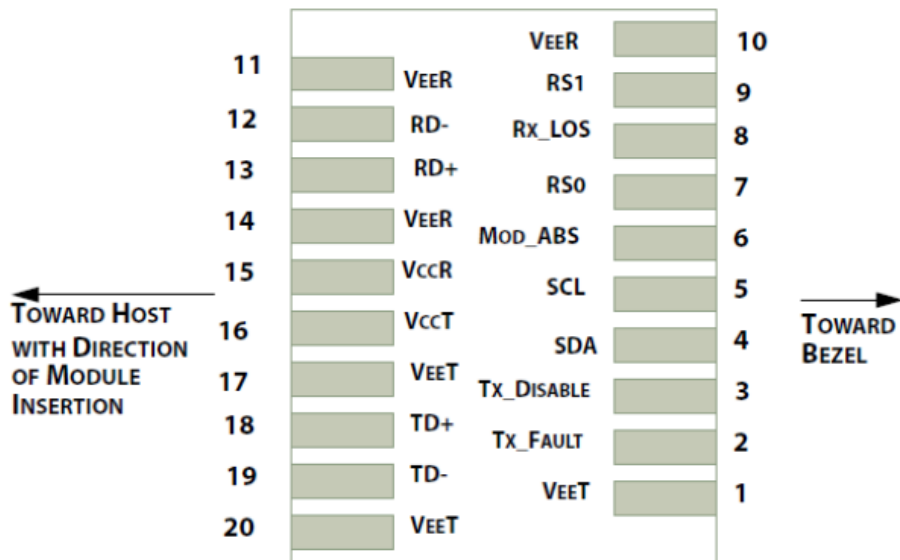 11 VEER
12 RD-
13 RD+
14 VEER
15 VCCR
16 VCCT
17 VEET
18 TD+
19 TD-
20 VEET
VEER 10
RS1 9
RX_LOS 8
RS0 7
MOD_ABS 6
SCL 5
SDA 4
TX_DISABLE 3
TX_FAULT 2
VEET 1
TOWARD HOST
WITH DIRECTION
OF MODULE
INSERTION
TOWARD
BEZEL